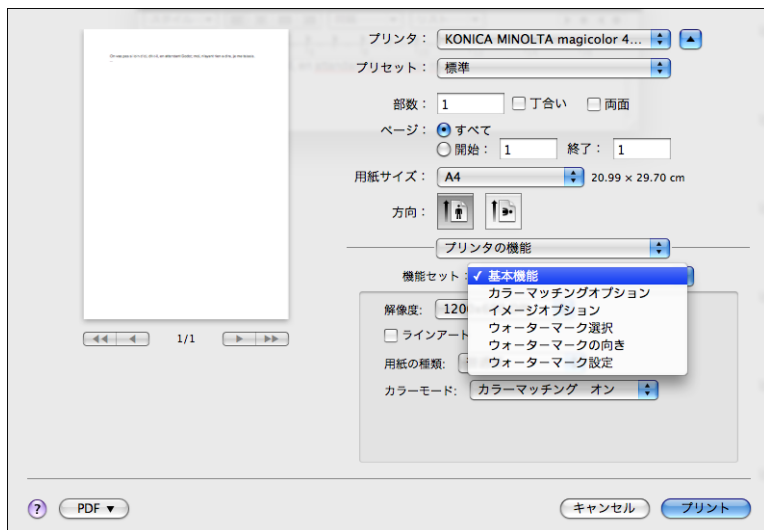 プリンタ： KONICA MINOLTA magicolor 4...
プリセット： 標準
部数： 1 丁合い 両面
ページ： すべて
開始： 1 終了： 1
用紙サイズ： A4 20.99 × 29.70 cm
方向：
プリンタの機能
機能セット： ✓ 基本機能
カラーマッチングオプション
イメージオプション
ウォーターマーク選択
ウォーターマークの向き
ウォーターマーク設定
解像度: 1200
ラインアート
用紙の種類:
カラーモード: カラーマッチング オン
1/1
? PDF ▼ キャンセル プリント